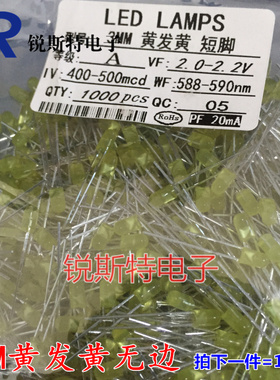 R 锐斯特电子
LED LAMPS
3MM 黄发黄 短脚
等级: A VF: 2.0-2.2V
IV: 400-500mcd WF: 588-590nm
QTY: 1000 pcs QC: 05
RoHs PF 20mA
锐斯特电子
M黄发黄无边
拍下一件=1